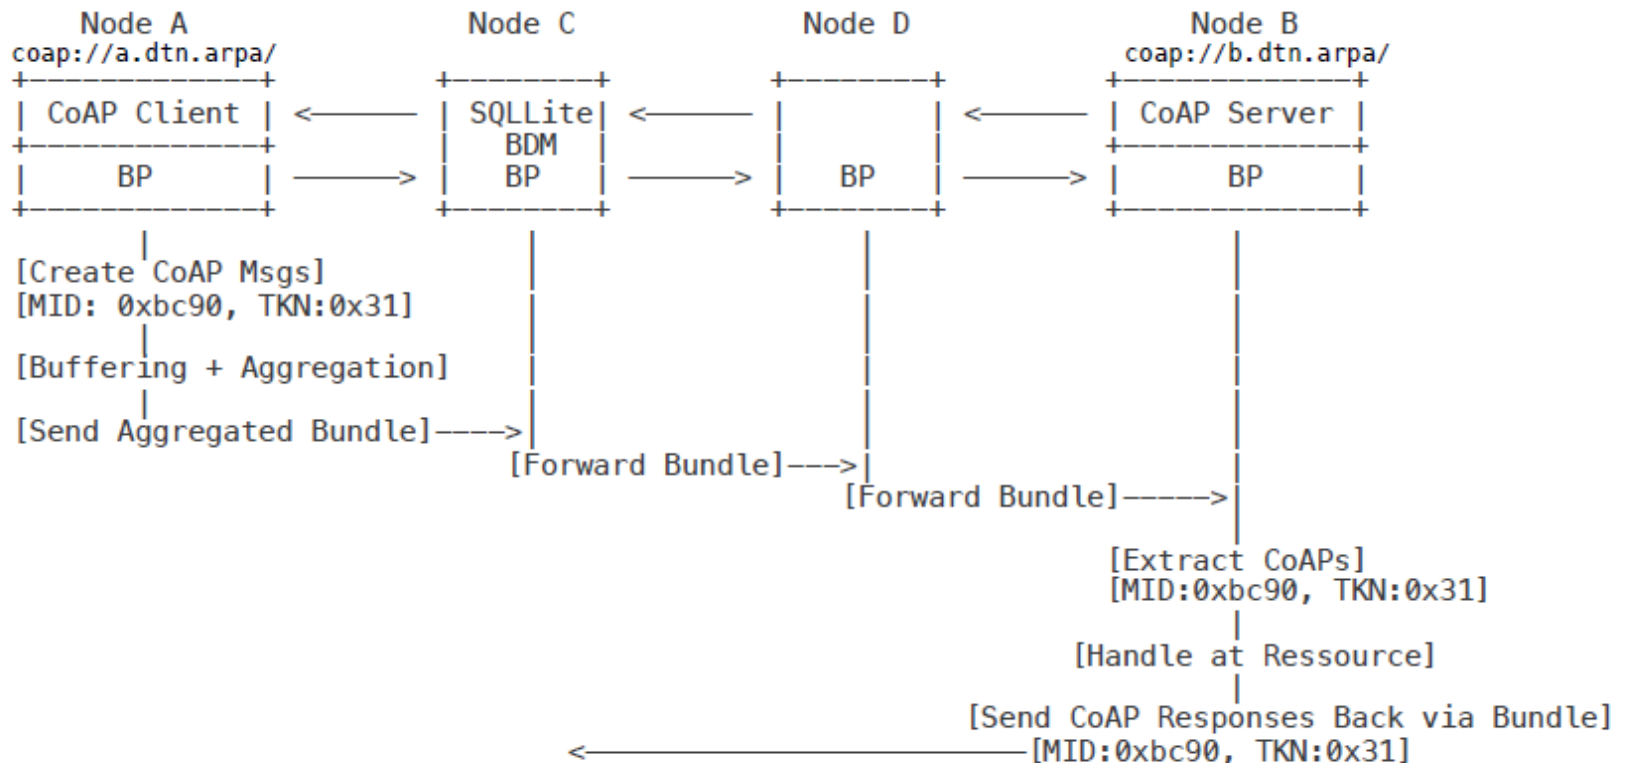 Node A Node C Node D Node B
coap://a.dtn.arpa/ coap://b.dtn.arpa/
CoAP Client SQLLite CoAP Server
BDM
BP BP BP BP
[Create CoAP Msgs]
[MID: 0xbc90, TKN:0x31]
[Buffering + Aggregation]
[Send Aggregated Bundle]
[Forward Bundle]
[Forward Bundle]
[Extract CoAPs]
[MID:0xbc90, TKN:0x31]
[Handle at Ressource]
[Send CoAP Responses Back via Bundle]
[MID:0xbc90, TKN:0x31]